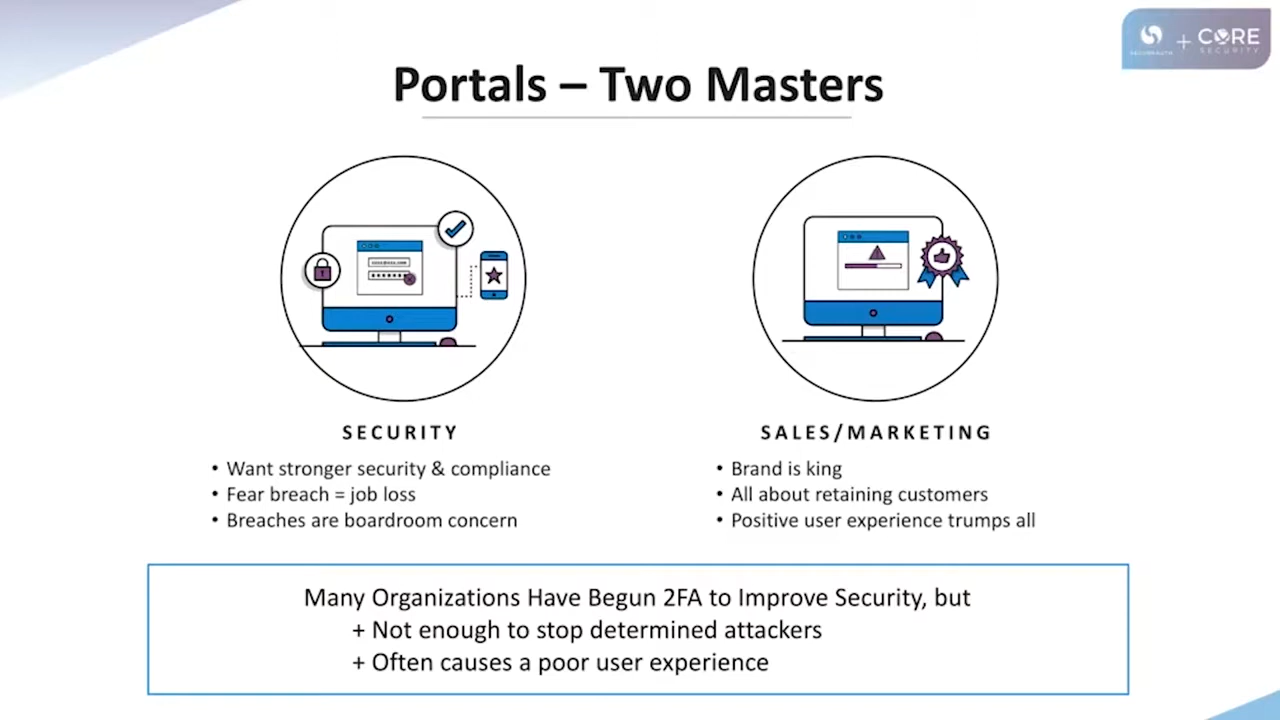 SECUREAUTH + CORE
SECURITY
Portals – Two Masters
SECURITY
• Want stronger security & compliance
• Fear breach = job loss
• Breaches are boardroom concern
SALES/MARKETING
• Brand is king
• All about retaining customers
• Positive user experience trumps all
Many Organizations Have Begun 2FA to Improve Security, but
+ Not enough to stop determined attackers
+ Often causes a poor user experience